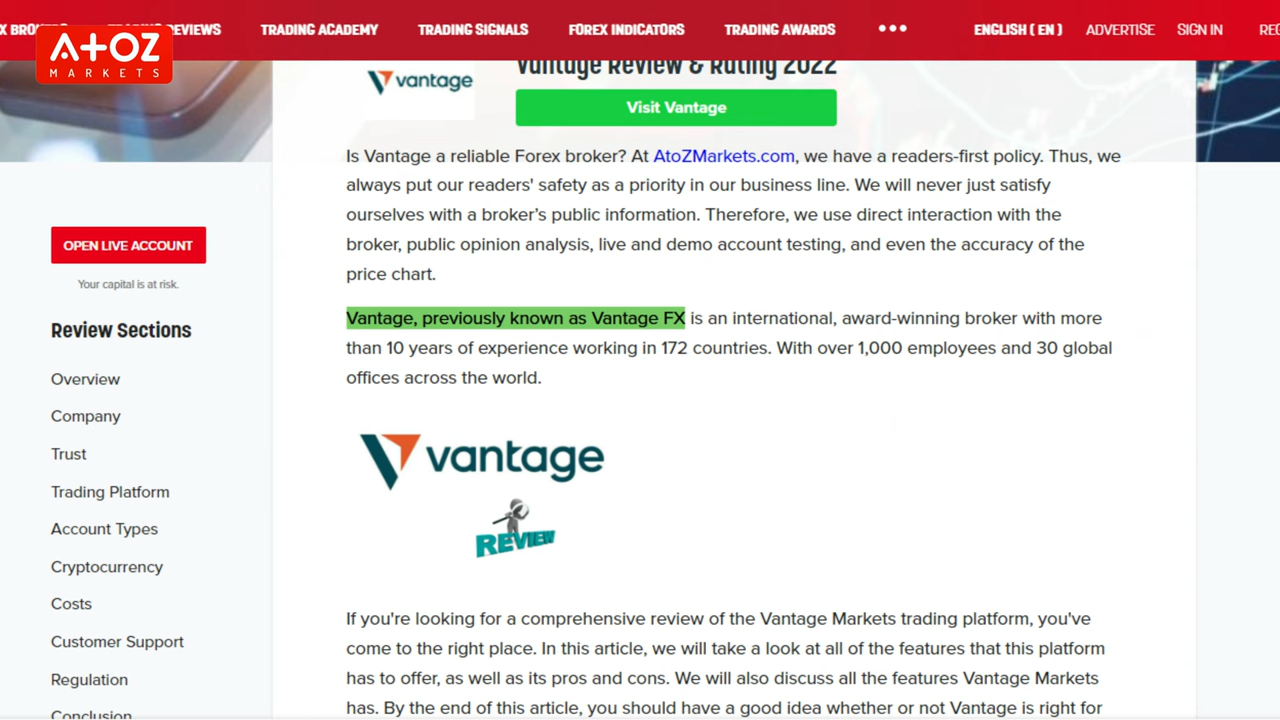 X BROKERS TRADING REVIEWS TRADING ACADEMY TRADING SIGNALS FOREX INDICATORS TRADING AWARDS ••• ENGLISH ( EN ) ADVERTISE SIGN IN REG
A+OZ
MARKETS
vantage
Vantage Review & Rating 2022
Visit Vantage
Is Vantage a reliable Forex broker? At AtoZMarkets.com, we have a readers-first policy. Thus, we
always put our readers' safety as a priority in our business line. We will never just satisfy
ourselves with a broker’s public information. Therefore, we use direct interaction with the
broker, public opinion analysis, live and demo account testing, and even the accuracy of the
price chart.
Vantage, previously known as Vantage FX is an international, award-winning broker with more
than 10 years of experience working in 172 countries. With over 1,000 employees and 30 global
offices across the world.
vantage
REVIEW
If you're looking for a comprehensive review of the Vantage Markets trading platform, you've
come to the right place. In this article, we will take a look at all of the features that this platform
has to offer, as well as its pros and cons. We will also discuss all the features Vantage Markets
has. By the end of this article, you should have a good idea whether or not Vantage is right for
OPEN LIVE ACCOUNT
Your capital is at risk.
Review Sections
Overview
Company
Trust
Trading Platform
Account Types
Cryptocurrency
Costs
Customer Support
Regulation
Conclusion